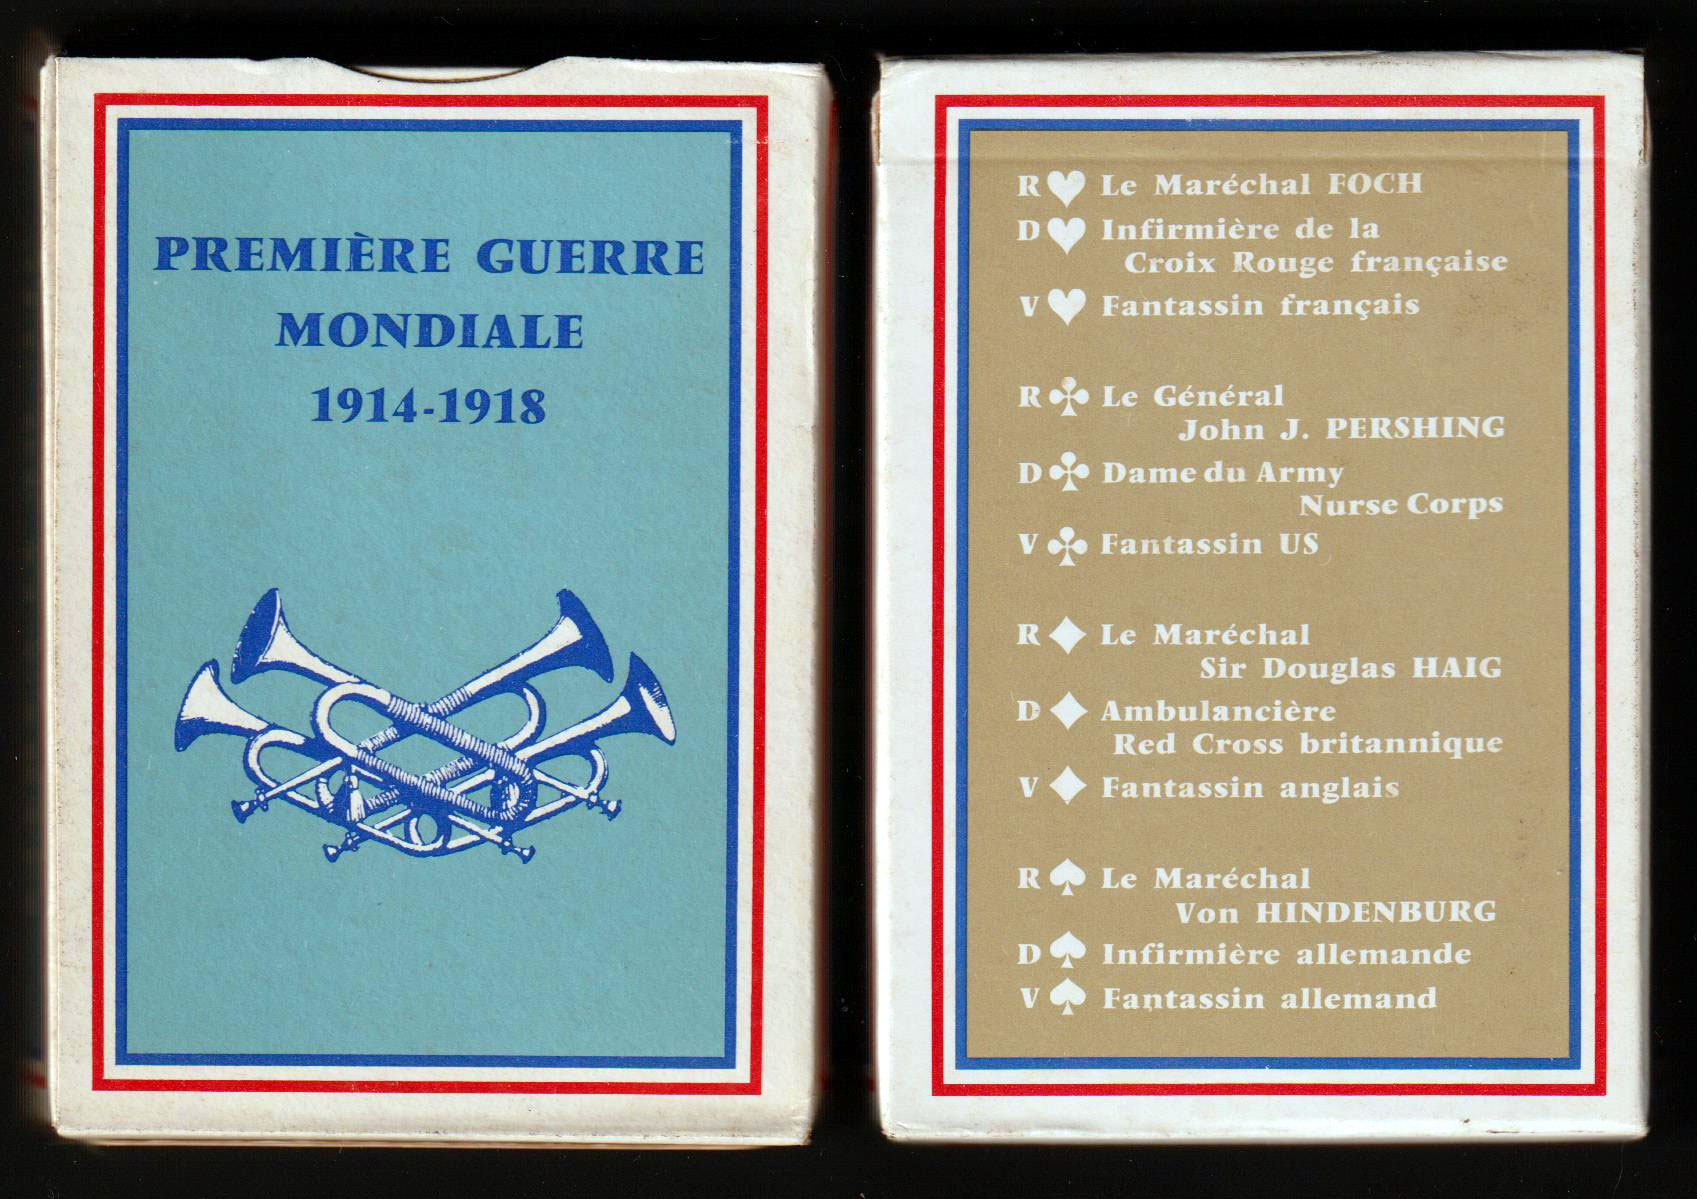 PREMIÈRE GUERRE
MONDIALE
1914-1918
R♥ Le Maréchal FOCH
D♥ Infirmière de la
Croix Rouge française
V♥ Fantassin français
R♣ Le Général
John J. PERSHING
D♣ Dame du Army
Nurse Corps
V♣ Fantassin US
R♦ Le Maréchal
Sir Douglas HAIG
D♦ Ambulancière
Red Cross britannique
V♦ Fantassin anglais
R♠ Le Maréchal
Von HINDENBURG
D♠ Infirmière allemande
V♠ Fantassin allemand